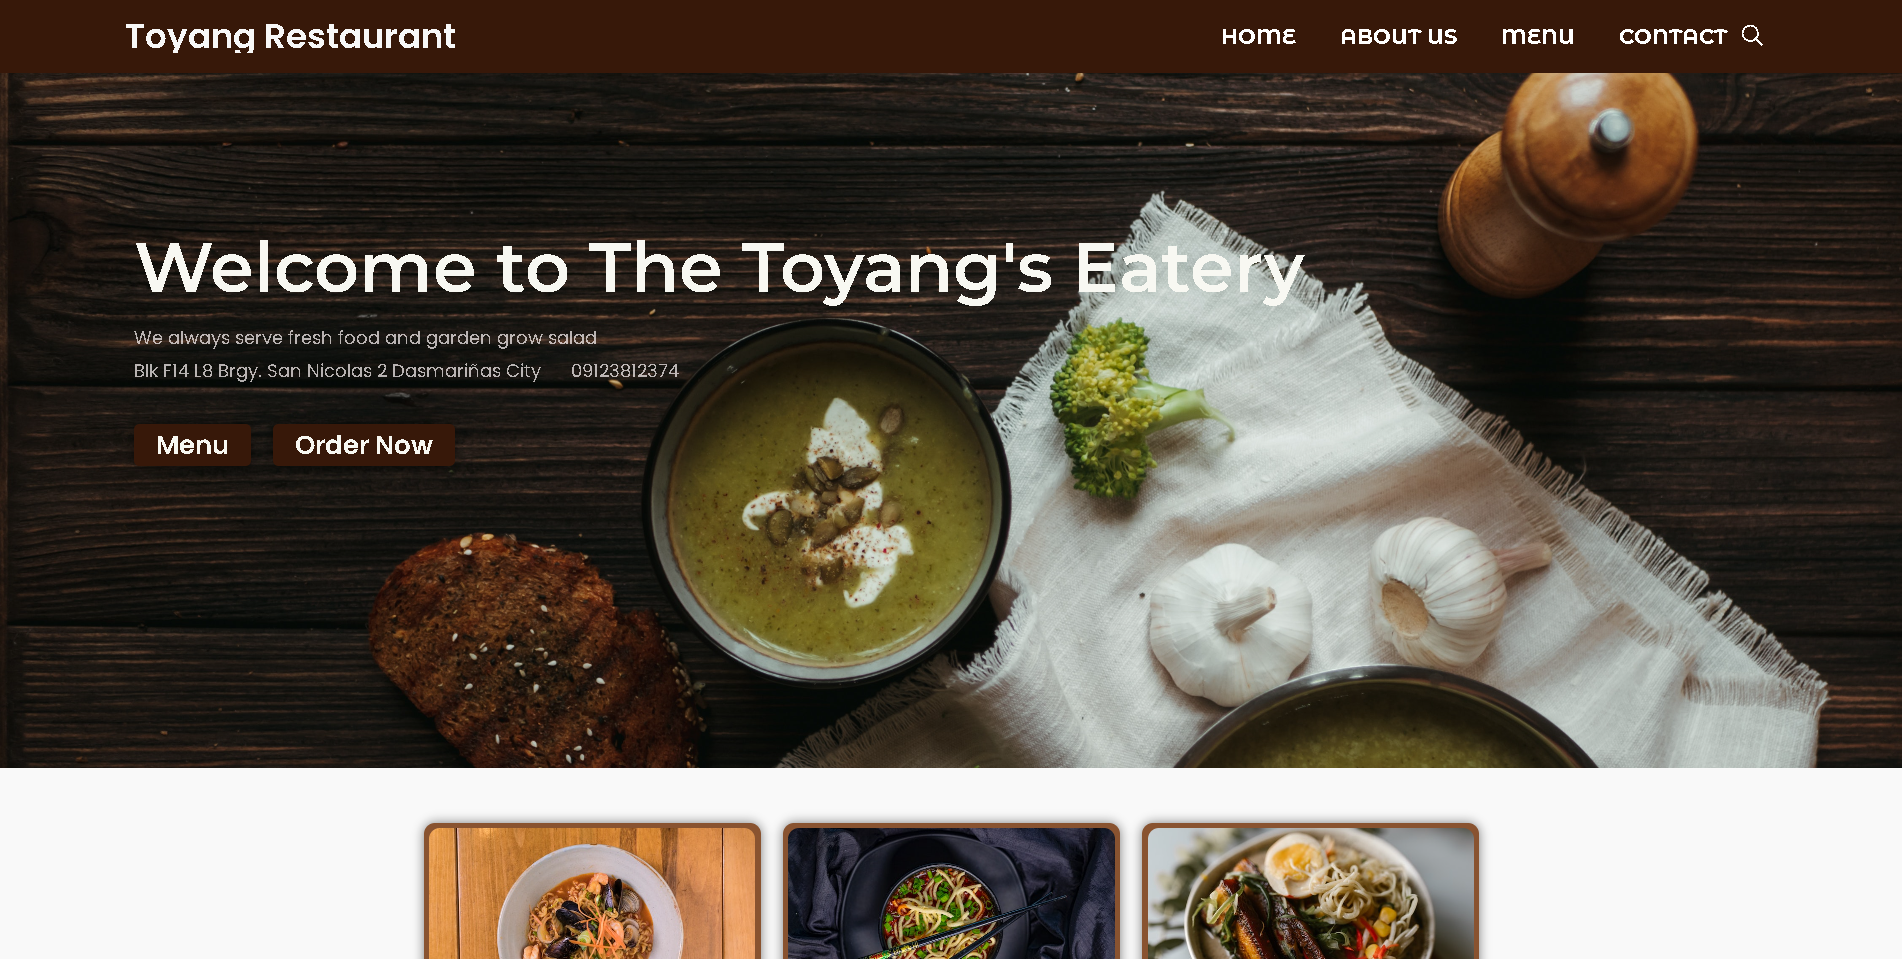 Toyang Restaurant
HOME ABOUT US MENU CONTACT
Welcome to The Toyang's Eatery
We always serve fresh food and garden grow salad
Blk F14 L8 Brgy. San Nicolas 2 Dasmariñas City 09123812374
Menu Order Now